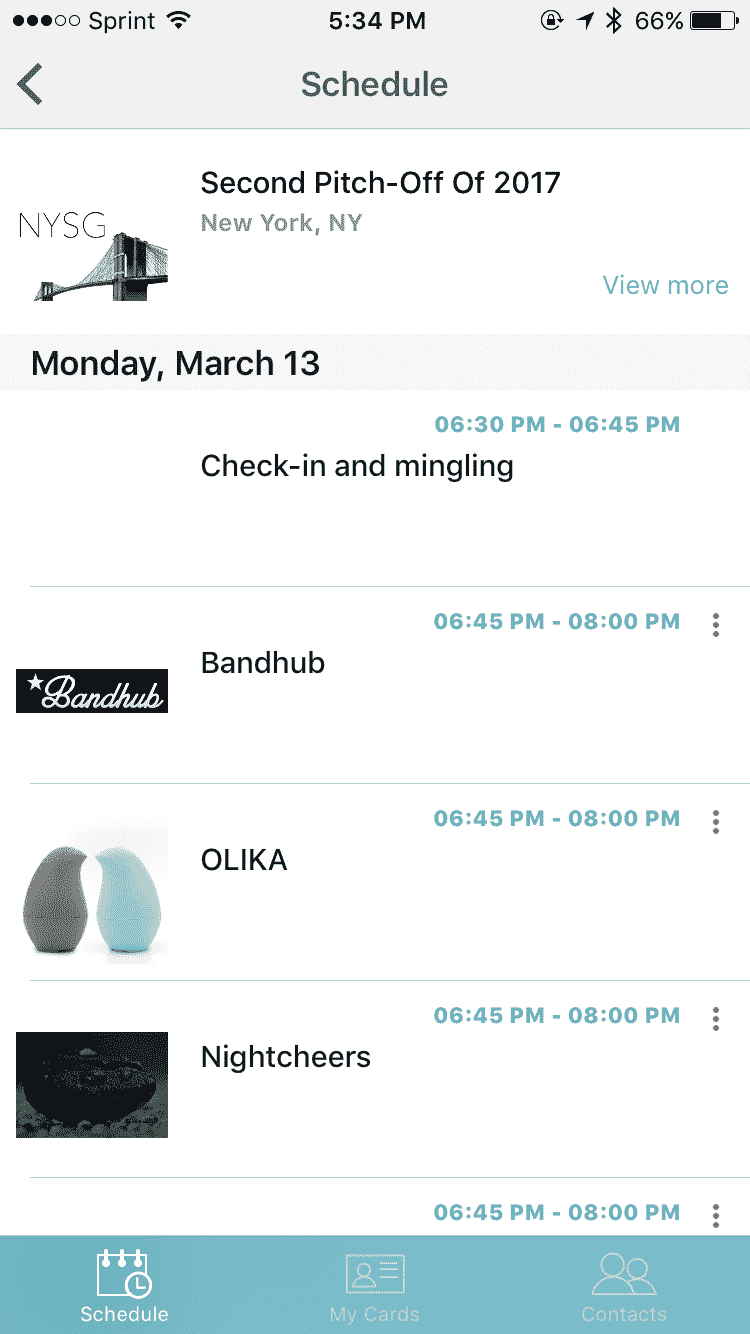 Sprint 5:34 PM 66%
Schedule
Second Pitch-Off Of 2017
New York, NY
NYSG
View more
Monday, March 13
06:30 PM - 06:45 PM
Check-in and mingling
06:45 PM - 08:00 PM
Bandhub
Bandhub
06:45 PM - 08:00 PM
OLIKA
06:45 PM - 08:00 PM
Nightcheers
06:45 PM - 08:00 PM
Schedule My Cards Contacts